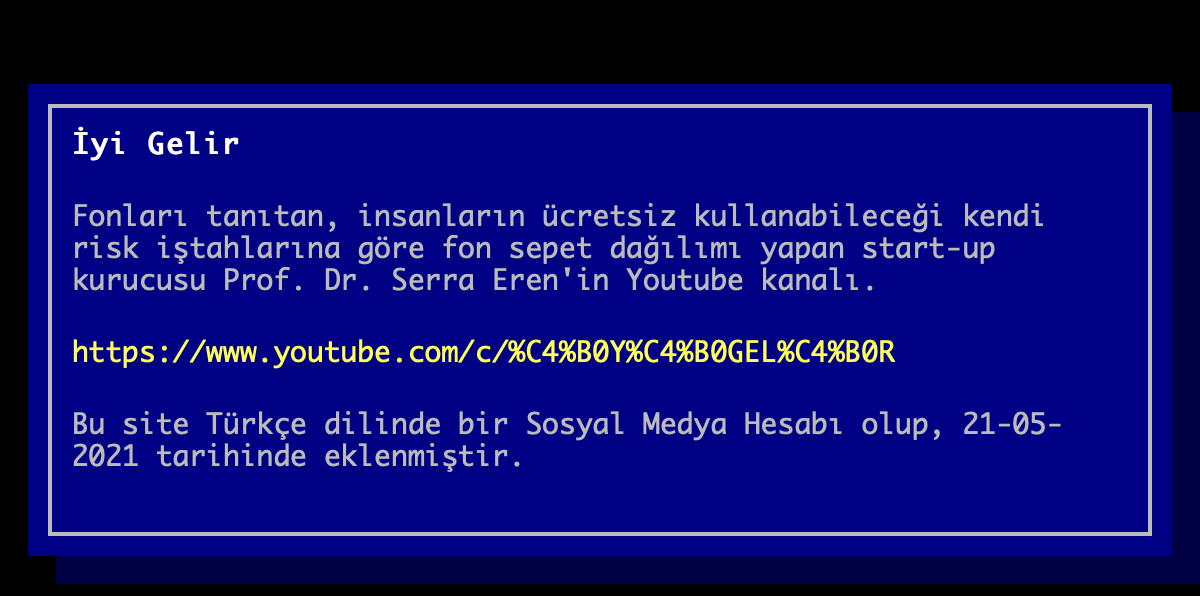 İyi Gelir
Fonları tanıtan, insanların ücretsiz kullanabileceği kendi
risk iştahlarına göre fon sepet dağılımı yapan start-up
kurucusu Prof. Dr. Serra Eren'in Youtube kanalı.
https://www.youtube.com/c/%C4%B0Y%C4%B0GEL%C4%B0R
Bu site Türkçe dilinde bir Sosyal Medya Hesabı olup, 21-05-
2021 tarihinde eklenmiştir.